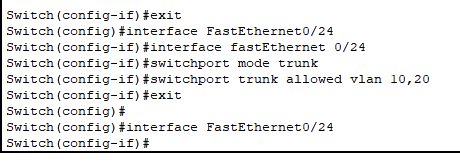 Switch(config-if)#exit
Switch(config)#interface FastEthernet0/24
Switch(config-if)#interface fastEthernet 0/24
Switch(config-if)#switchport mode trunk
Switch(config-if)#switchport trunk allowed vlan 10,20
Switch(config-if)#exit
Switch(config)#
Switch(config)#interface FastEthernet0/24
Switch(config-if)#